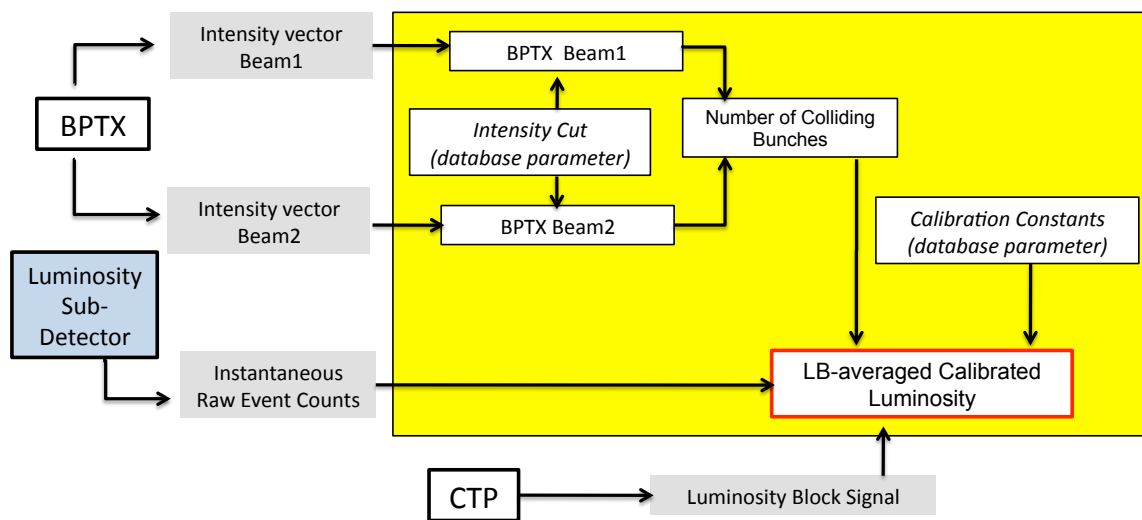 Intensity vector
Beam1
BPTX Beam1
BPTX
Intensity Cut
(database parameter)
Number of Colliding
Bunches
Intensity vector
Beam2
BPTX Beam2
Calibration Constants
(database parameter)
Luminosity
Sub-
Detector
Instantaneous
Raw Event Counts
LB-averaged Calibrated
Luminosity
CTP
Luminosity Block Signal